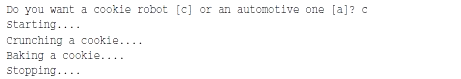 Do you want a cookie robot [c] or an automotive one [a]? c
Starting....
Crunching a cookie....
Baking a cookie....
Stopping....